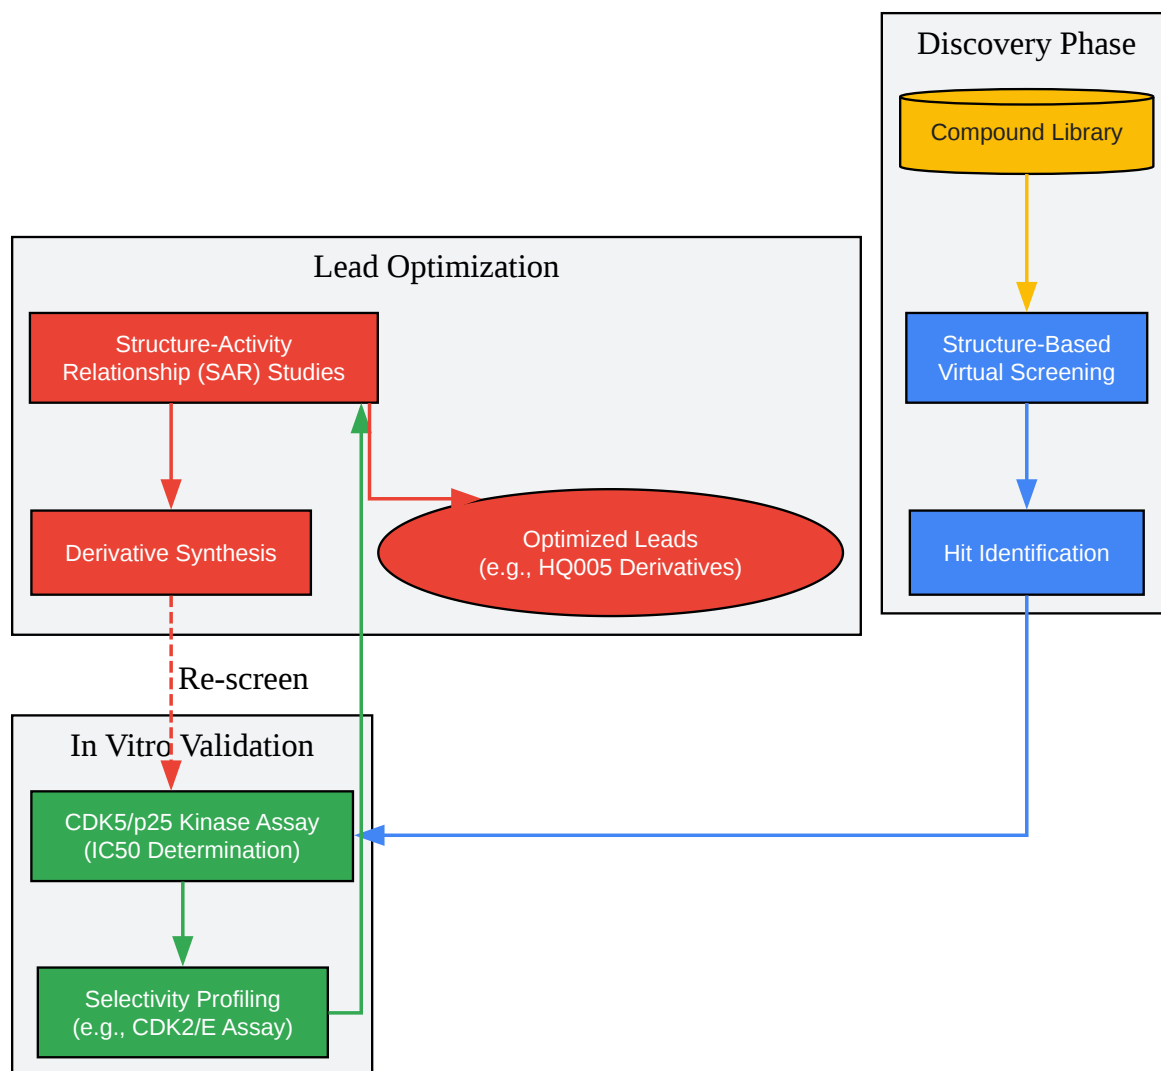 Discovery Phase
Compound Library
Structure-Based
Virtual Screening
Hit Identification
Lead Optimization
Structure-Activity
Relationship (SAR) Studies
Derivative Synthesis
Optimized Leads
(e.g., HQ005 Derivatives)
Re-screen
In Vitro Validation
CDK5/p25 Kinase Assay
(IC50 Determination)
Selectivity Profiling
(e.g., CDK2/E Assay)